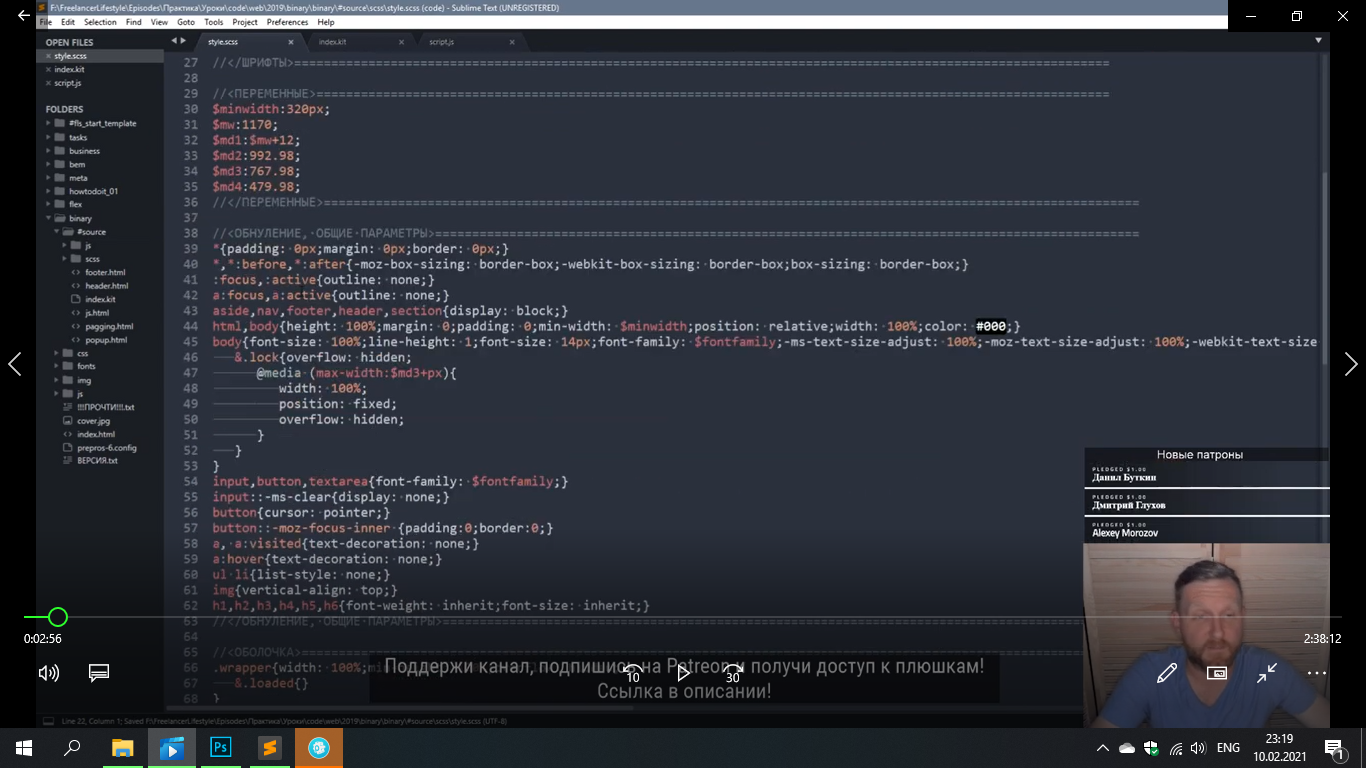 F:\FreelancerLifestyle\Episodes\Практика\Уроки\code\web\2019\binary\binary\#source\scss\style.scss (code) - Sublime Text (UNREGISTERED)
File Edit Selection Find View Goto Tools Project Preferences Help
OPEN FILES
style.scss
index.kit
script.js
FOLDERS
#fls_start_template
tasks
business
bem
meta
howtodoit_01
flex
binary
#source
js
scss
footer.html
header.html
index.kit
js.html
pagging.html
popup.html
css
fonts
img
js
!!!ПРОЧТИ!!!.txt
cover.jpg
index.html
prepros-6.config
ВЕРСИЯ.txt
style.scss index.kit script.js
27 //</ШРИФТЫ>==============================================================================================================
28
29 //<ПЕРЕМЕННЫЕ>===========================================================================================================
30 $minwidth:320px;
31 $mw:1170;
32 $md1:$mw+12;
33 $md2:992.98;
34 $md3:767.98;
35 $md4:479.98;
36 //</ПЕРЕМЕННЫЕ>==============================================================================================================
37
38 //<ОБНУЛЕНИЕ, ОБЩИЕ ПАРАМЕТРЫ>===============================================================================================
39 *{padding: 0px;margin: 0px;border: 0px;}
40 *,*:before,*:after{-moz-box-sizing: border-box;-webkit-box-sizing: border-box;box-sizing: border-box;}
41 :focus,:active{outline: none;}
42 a:focus,a:active{outline: none;}
43 aside,nav,footer,header,section{display: block;}
44 html,body{height: 100%;margin: 0;padding: 0;min-width: $minwidth;position: relative;width: 100%;color: #000;}
45 body{font-size: 100%;line-height: 1;font-size: 14px;font-family: $fontfamily;-ms-text-size-adjust: 100%;-moz-text-size-adjust: 100%;-webkit-text-size
46 &.lock{overflow: hidden;
47 @media (max-width:$md3+px){
48 width: 100%;
49 position: fixed;
50 overflow: hidden;
51 }
52 }
53 }
54 input,button,textarea{font-family: $fontfamily;}
55 input::-ms-clear{display: none;}
56 button{cursor: pointer;}
57 button::-moz-focus-inner {padding:0;border:0;}
58 a, a:visited{text-decoration: none;}
59 a:hover{text-decoration: none;}
60 ul li{list-style: none;}
61 img{vertical-align: top;}
62 h1,h2,h3,h4,h5,h6{font-weight: inherit;font-size: inherit;}
63 //</ОБНУЛЕНИЕ, ОБЩИЕ ПАРАМЕТРЫ>======================================================================================
64
65 //<ОБОЛОЧКА>=========================================================================================================
66 .wrapper{width: 100%;
67 &.loaded{}
68 }
Новые патроны
PLEDGED $1.00
Данил Буткин
PLEDGED $1.00
Дмитрий Глухов
PLEDGED $1.00
Alexey Morozov
0:02:56
2:38:12
Поддержи канал, подпишись на Patreon и получи доступ к плюшкам!
Ссылка в описании!
10 30
Line 22, Column 1; Saved F:\FreelancerLifestyle\Episodes\Практика\Уроки\code\web\2019\binary\binary\#source\scss\style.scss (UTF-8)
Ps
ENG
23:19
10.02.2021
1